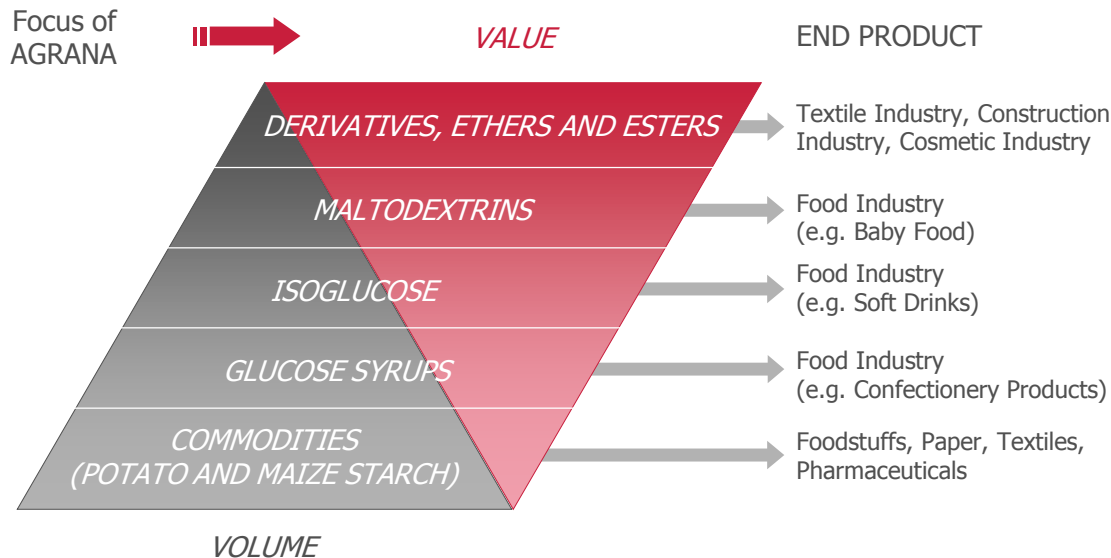 Focus of
AGRANA
VALUE
END PRODUCT
DERIVATIVES, ETHERS AND ESTERS
Textile Industry, Construction
Industry, Cosmetic Industry
MALTODEXTRINS
Food Industry
(e.g. Baby Food)
ISOGLUCOSE
Food Industry
(e.g. Soft Drinks)
GLUCOSE SYRUPS
Food Industry
(e.g. Confectionery Products)
COMMODITIES
(POTATO AND MAIZE STARCH)
Foodstuffs, Paper, Textiles,
Pharmaceuticals
VOLUME